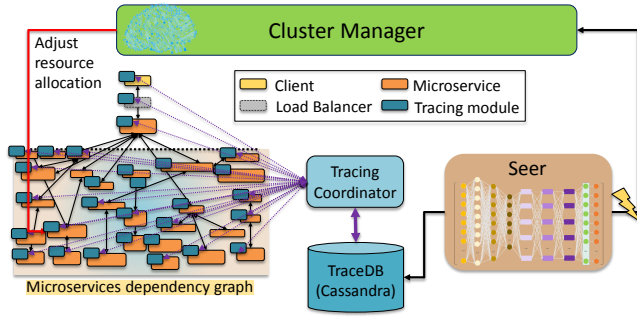 Cluster Manager
Adjust
resource
allocation
Client
Microservice
Load Balancer
Tracing module
Tracing
Coordinator
Seer
TraceDB
(Cassandra)
Microservices dependency graph